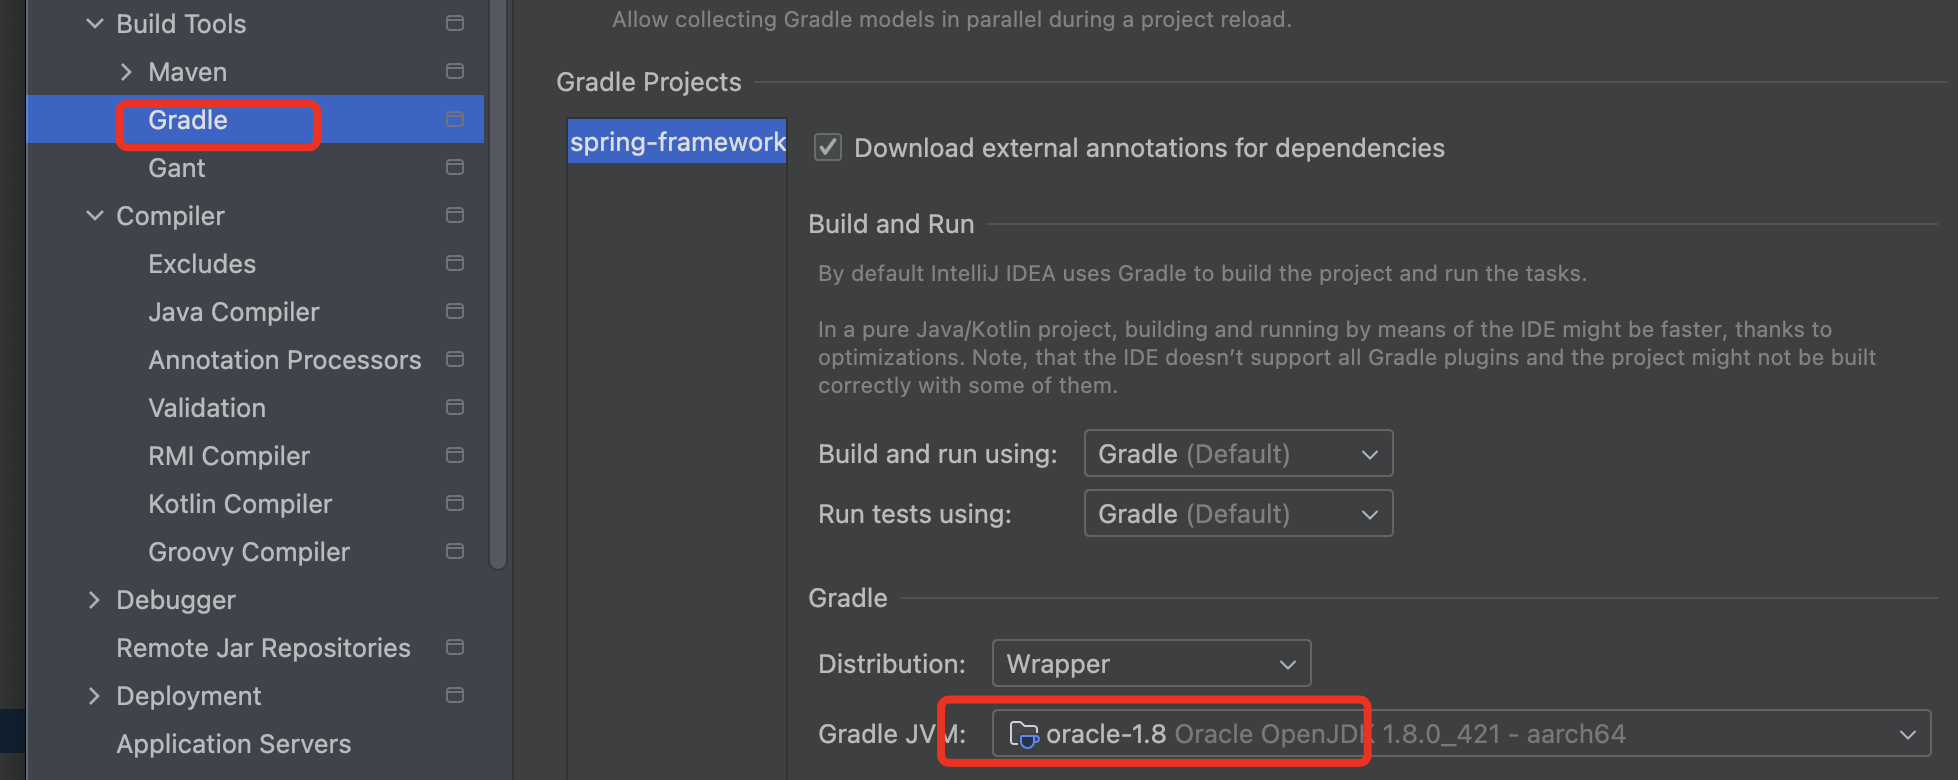 Build Tools
Maven
Gradle
Gant
Compiler
Excludes
Java Compiler
Annotation Processors
Validation
RMI Compiler
Kotlin Compiler
Groovy Compiler
Debugger
Remote Jar Repositories
Deployment
Application Servers
Allow collecting Gradle models in parallel during a project reload.
Gradle Projects
spring-framework
Download external annotations for dependencies
Build and Run
By default IntelliJ IDEA uses Gradle to build the project and run the tasks.
In a pure Java/Kotlin project, building and running by means of the IDE might be faster, thanks to
optimizations. Note, that the IDE doesn't support all Gradle plugins and the project might not be built
correctly with some of them.
Build and run using: Gradle (Default)
Run tests using: Gradle (Default)
Gradle
Distribution: Wrapper
Gradle JVM: oracle-1.8 Oracle OpenJDK 1.8.0_421 - aarch64